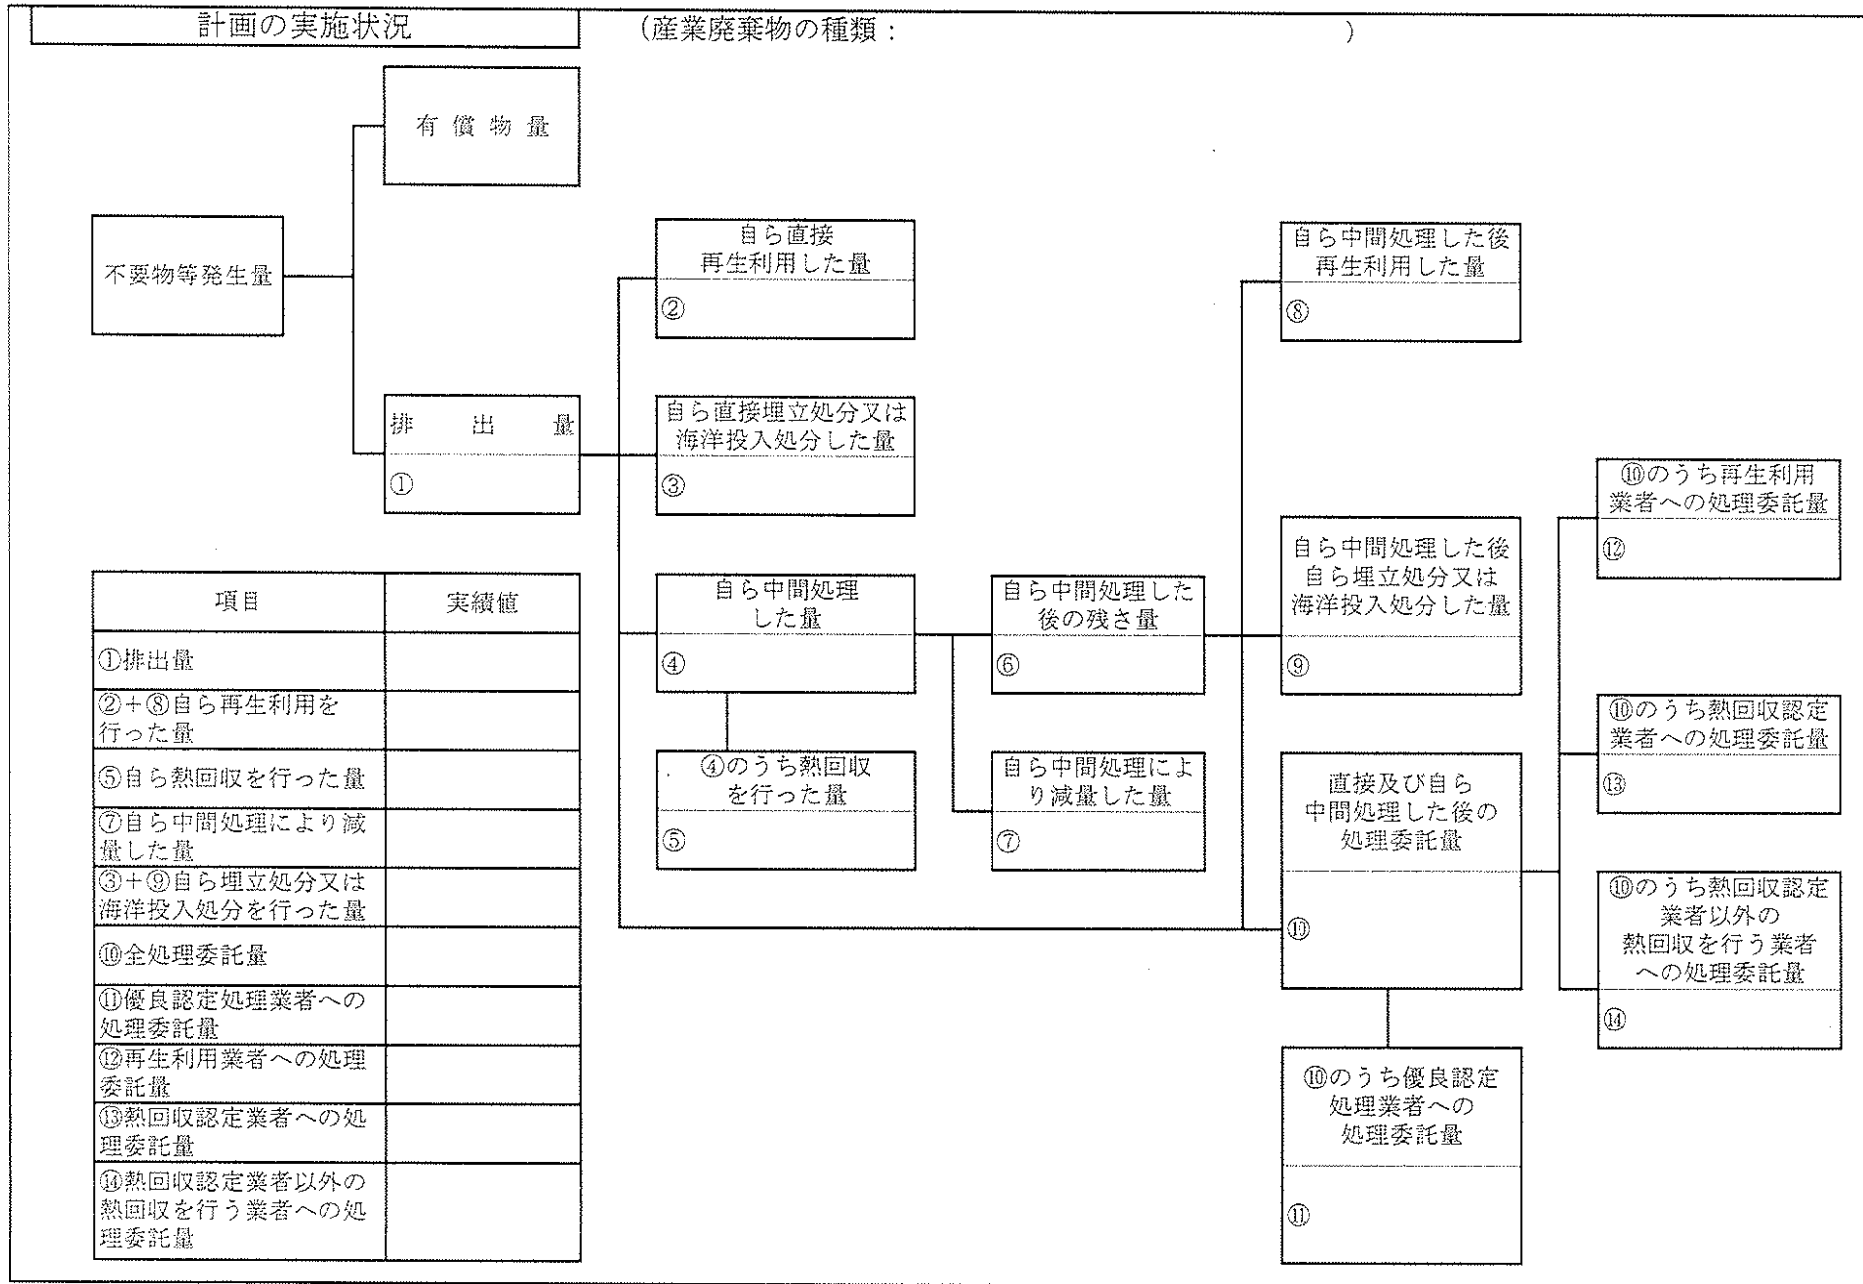 計画の実施状況
(産業廃棄物の種類：　　　　　)
有償物量
不要物等発生量
排出量
①
自ら直接
再生利用した量
②
自ら直接埋立処分又は
海洋投入処分した量
③
自ら中間処理
した量
④
④のうち熱回収
を行った量
⑤
自ら中間処理した
後の残さ量
⑥
自ら中間処理によ
り減量した量
⑦
自ら中間処理した後
再生利用した量
⑧
自ら中間処理した後
自ら埋立処分又は
海洋投入処分した量
⑨
直接及び自ら
中間処理した後の
処理委託量
⑩
⑩のうち優良認定
処理業者への
処理委託量
⑪
⑩のうち再生利用
業者への処理委託量
⑫
⑩のうち熱回収認定
業者への処理委託量
⑬
⑩のうち熱回収認定
業者以外の
熱回収を行う業者
への処理委託量
⑭
項目　実績値
①排出量
②＋⑧自ら再生利用を
行った量
⑤自ら熱回収を行った量
⑦自ら中間処理により減
量した量
③＋⑨自ら埋立処分又は
海洋投入処分を行った量
⑩全処理委託量
⑪優良認定処理業者への
処理委託量
⑫再生利用業者への処理
委託量
⑬熱回収認定業者への処
理委託量
⑭熱回収認定業者以外の
熱回収を行う業者への処
理委託量